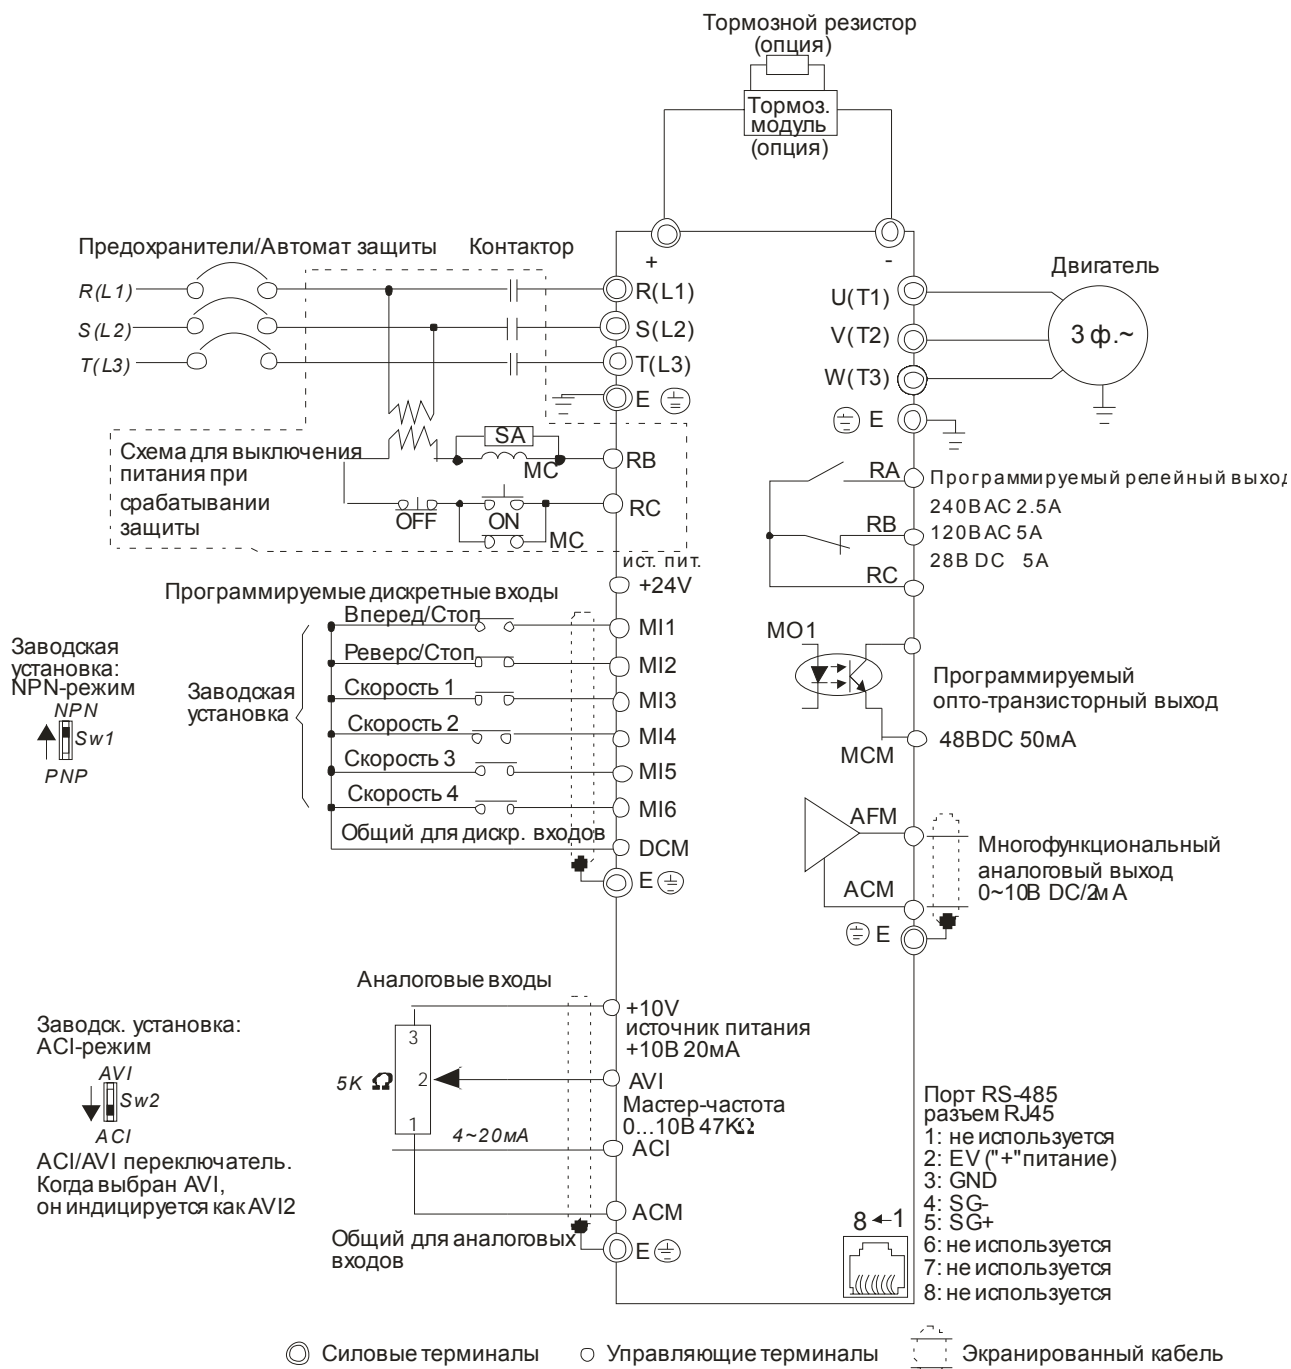 Тормозной резистор
(опция)
Тормоз.
модуль
(опция)
Предохранители/Автомат защиты
Контактор
+
-
Двигатель
R(L1)
R(L1)
U(T1)
S(L2)
S(L2)
V(T2)
3 ф.~
T(L3)
T(L3)
W(T3)
E
E
Схема для выключения
питания при
срабатывании
защиты
SA
MC
RB
OFF
ON
MC
RC
RA
RB
RC
Программируемый релейный выход
240ВAC 2.5A
120ВAC 5A
28В DC 5A
ист. пит.
+24V
Программируемые дискретные входы
Вперед/Стоп
MI1
Реверс/Стоп
MI2
Скорость 1
MI3
Скорость 2
MI4
Скорость 3
MI5
Скорость 4
MI6
Общий для дискр. входов
DCM
E
Заводская
установка:
NPN-режим
NPN
Sw1
PNP
Заводская
установка
MO1
MCM
Программируемый
опто-транзисторный выход
48ВDC 50мА
AFM
ACM
E
Многофункциональный
аналоговый выход
0~10В DC/2мА
Аналоговые входы
+10V
источник питания
+10В 20мА
3
2
1
5K Ω
AVI
Мастер-частота
0...10В 47KΩ
4~20мА
ACI
ACM
Общий для аналоговых
входов
E
Заводск. установка:
ACI-режим
AVI
Sw2
ACI
ACI/AVI переключатель.
Когда выбран AVI,
он индицируется как AVI2
Порт RS-485
разъем RJ45
1: не используется
2: EV ("+"питание)
3: GND
4: SG-
5: SG+
6: не используется
7: не используется
8: не используется
8←1
Силовые терминалы
Управляющие терминалы
Экранированный кабель